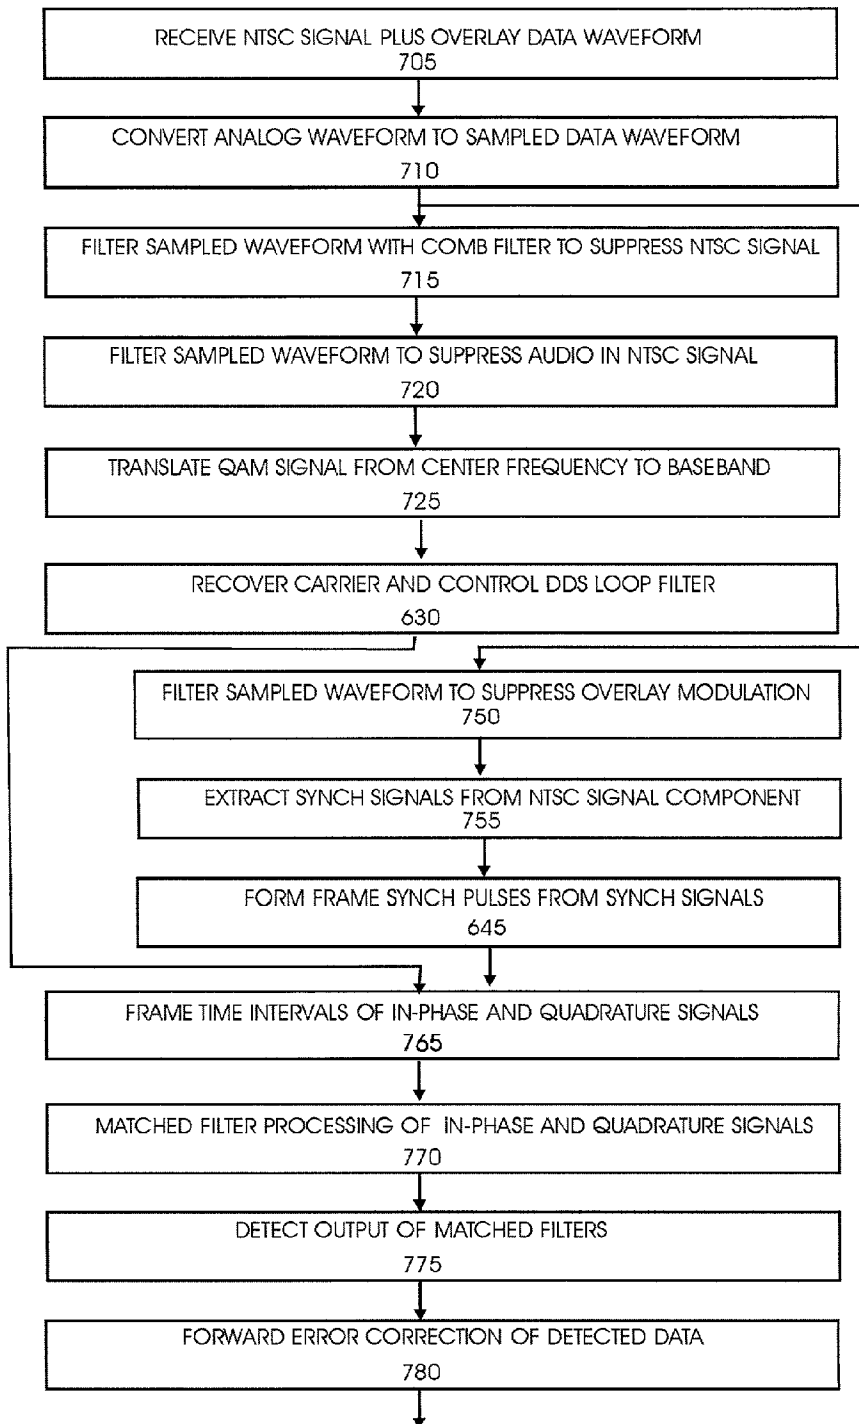 RECEIVE NTSC SIGNAL PLUS OVERLAY DATA WAVEFORM
705
CONVERT ANALOG WAVEFORM TO SAMPLED DATA WAVEFORM
710
FILTER SAMPLED WAVEFORM WITH COMB FILTER TO SUPPRESS NTSC SIGNAL
715
FILTER SAMPLED WAVEFORM TO SUPPRESS AUDIO IN NTSC SIGNAL
720
TRANSLATE QAM SIGNAL FROM CENTER FREQUENCY TO BASEBAND
725
RECOVER CARRIER AND CONTROL DDS LOOP FILTER
630
FILTER SAMPLED WAVEFORM TO SUPPRESS OVERLAY MODULATION
750
EXTRACT SYNCH SIGNALS FROM NTSC SIGNAL COMPONENT
755
FORM FRAME SYNCH PULSES FROM SYNCH SIGNALS
645
FRAME TIME INTERVALS OF IN-PHASE AND QUADRATURE SIGNALS
765
MATCHED FILTER PROCESSING OF IN-PHASE AND QUADRATURE SIGNALS
770
DETECT OUTPUT OF MATCHED FILTERS
775
FORWARD ERROR CORRECTION OF DETECTED DATA
780